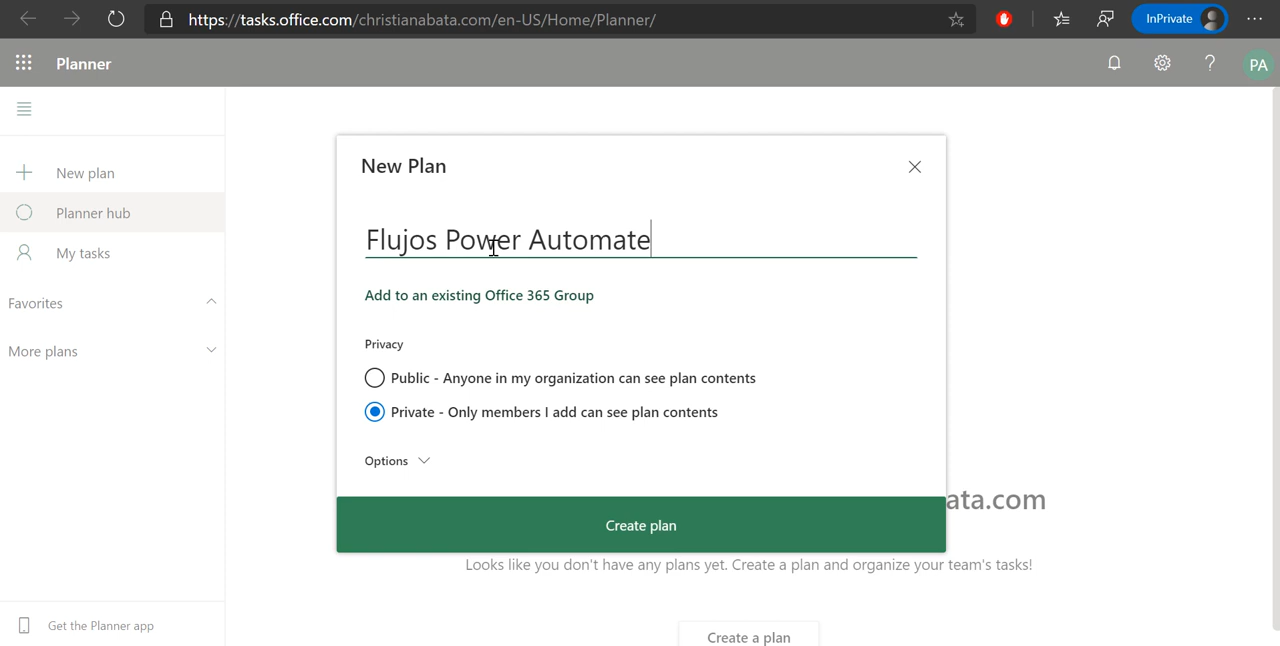 https://tasks.office.com/christianabata.com/en-US/Home/Planner/
InPrivate
Planner
?
PA
New plan
Planner hub
My tasks
Favorites
More plans
Get the Planner app
New Plan
Flujos Power Automate
Add to an existing Office 365 Group
Privacy
Public - Anyone in my organization can see plan contents
Private - Only members I add can see plan contents
Options
Create plan
ata.com
Looks like you don't have any plans yet. Create a plan and organize your team's tasks!
Create a plan